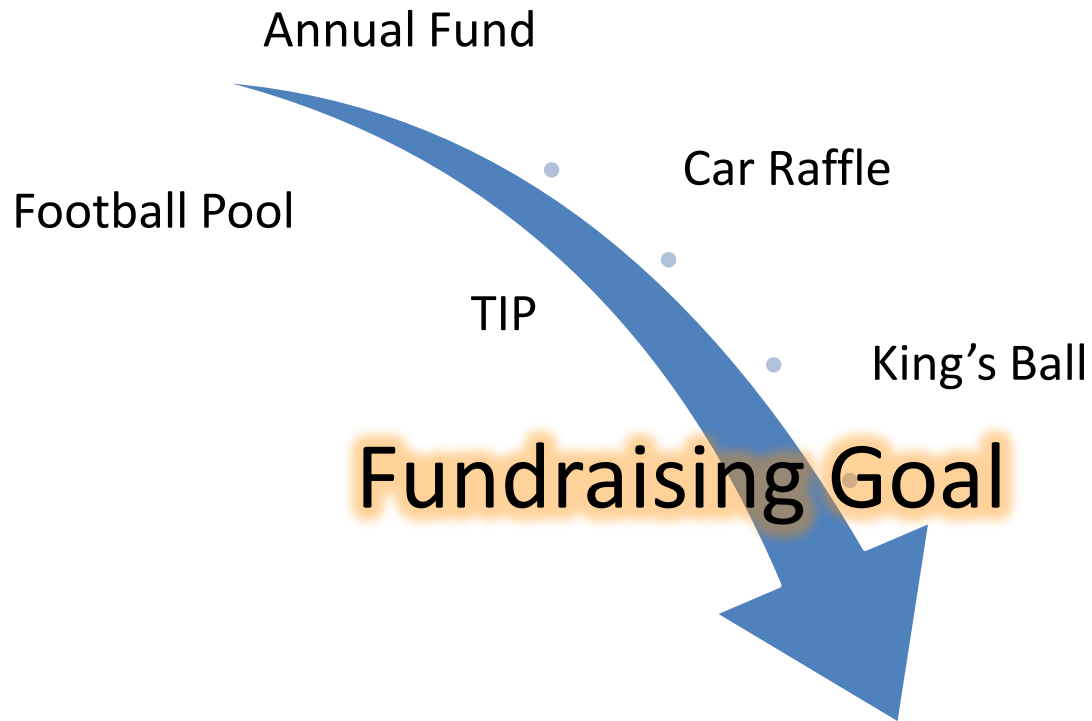 Annual Fund
Car Raffle
Football Pool
TIP
King’s Ball
Fundraising Goal